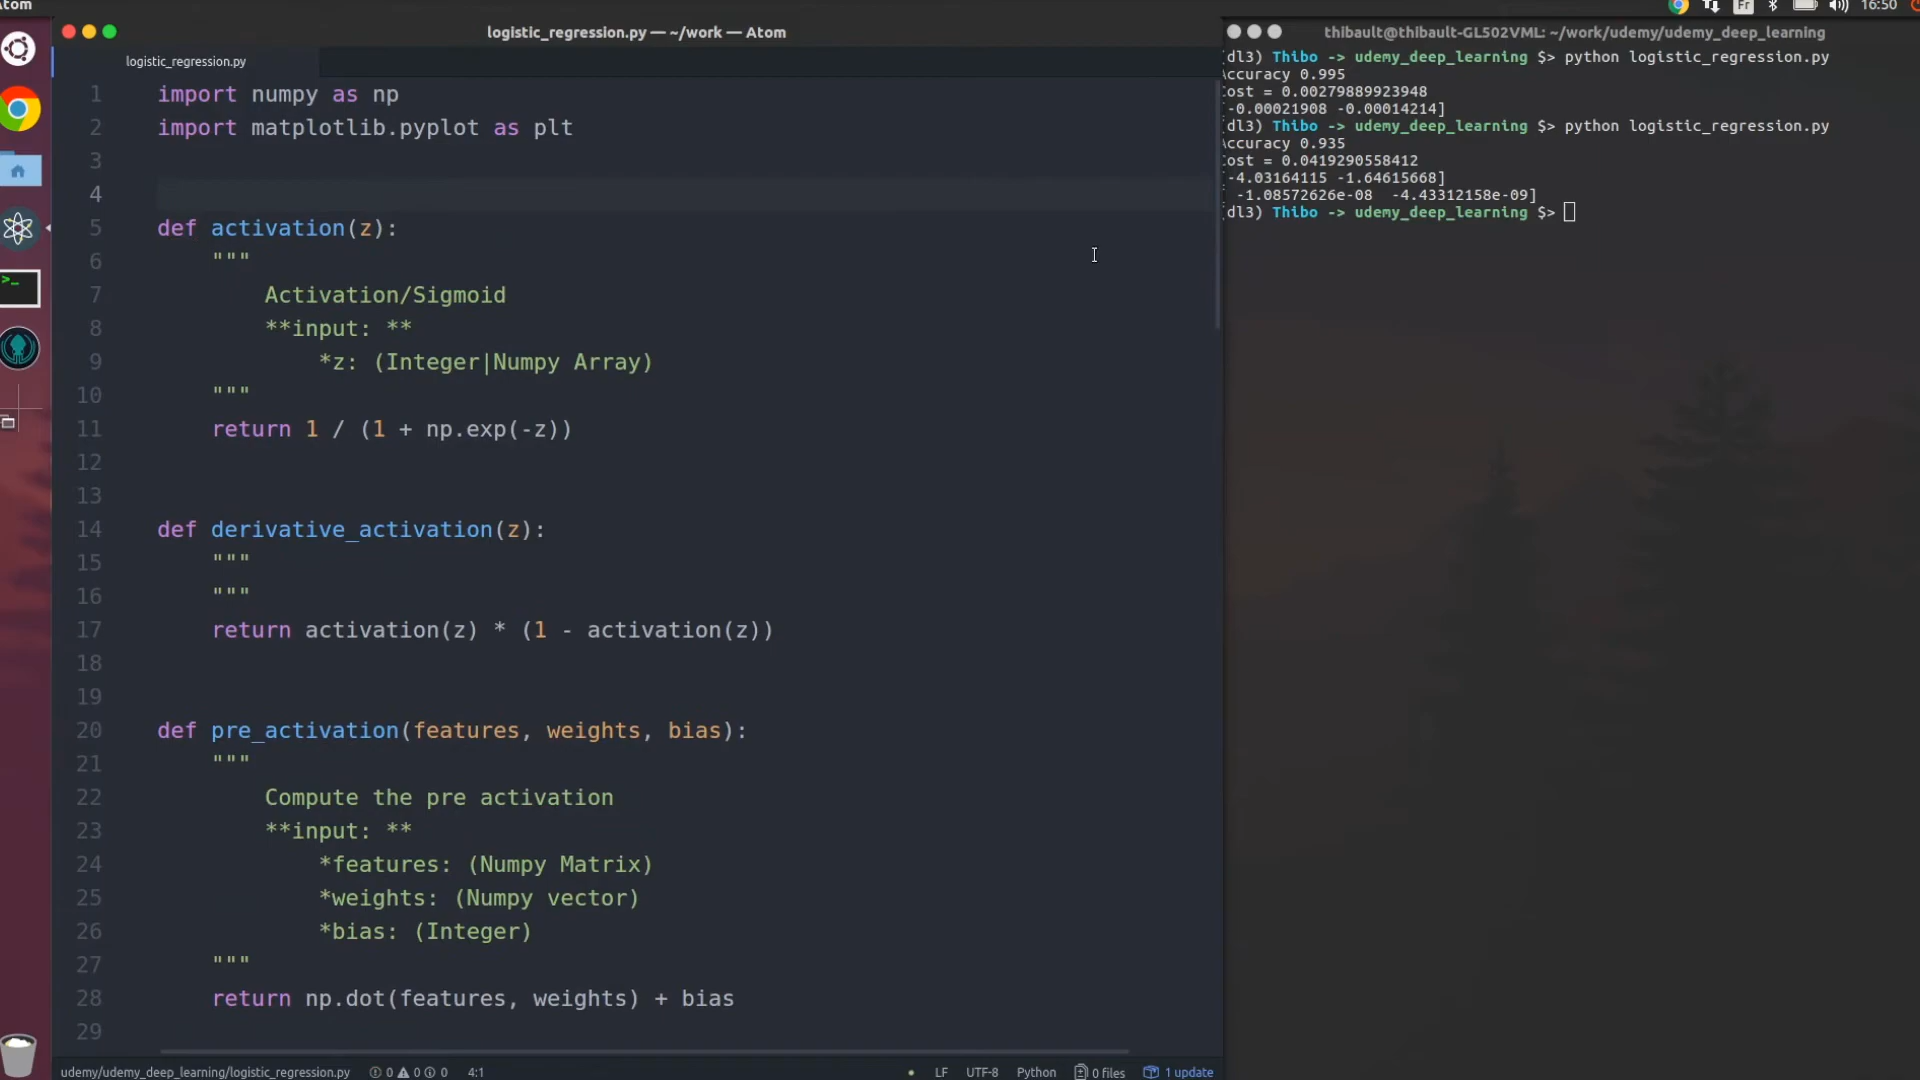 Atom
Fr
16:50
logistic_regression.py — ~/work — Atom
logistic_regression.py
1 import numpy as np
2 import matplotlib.pyplot as plt
3
4
5 def activation(z):
6 """
7 Activation/Sigmoid
8 **input: **
9 *z: (Integer|Numpy Array)
10 """
11 return 1 / (1 + np.exp(-z))
12
13
14 def derivative_activation(z):
15 """
16 """
17 return activation(z) * (1 - activation(z))
18
19
20 def pre_activation(features, weights, bias):
21 """
22 Compute the pre activation
23 **input: **
24 *features: (Numpy Matrix)
25 *weights: (Numpy vector)
26 *bias: (Integer)
27 """
28 return np.dot(features, weights) + bias
29
udemy/udemy_deep_learning/logistic_regression.py 0 0 0 4:1
LF UTF-8 Python 0 files 1 update
thibault@thibault-GL502VML: ~/work/udemy/udemy_deep_learning
(dl3) Thibo -> udemy_deep_learning $> python logistic_regression.py
Accuracy 0.995
Cost = 0.00279889923948
[-0.00021908 -0.00014214]
(dl3) Thibo -> udemy_deep_learning $> python logistic_regression.py
Accuracy 0.935
Cost = 0.0419290558412
[-4.03164115 -1.64615668]
[ -1.08572626e-08 -4.43312158e-09]
(dl3) Thibo -> udemy_deep_learning $>